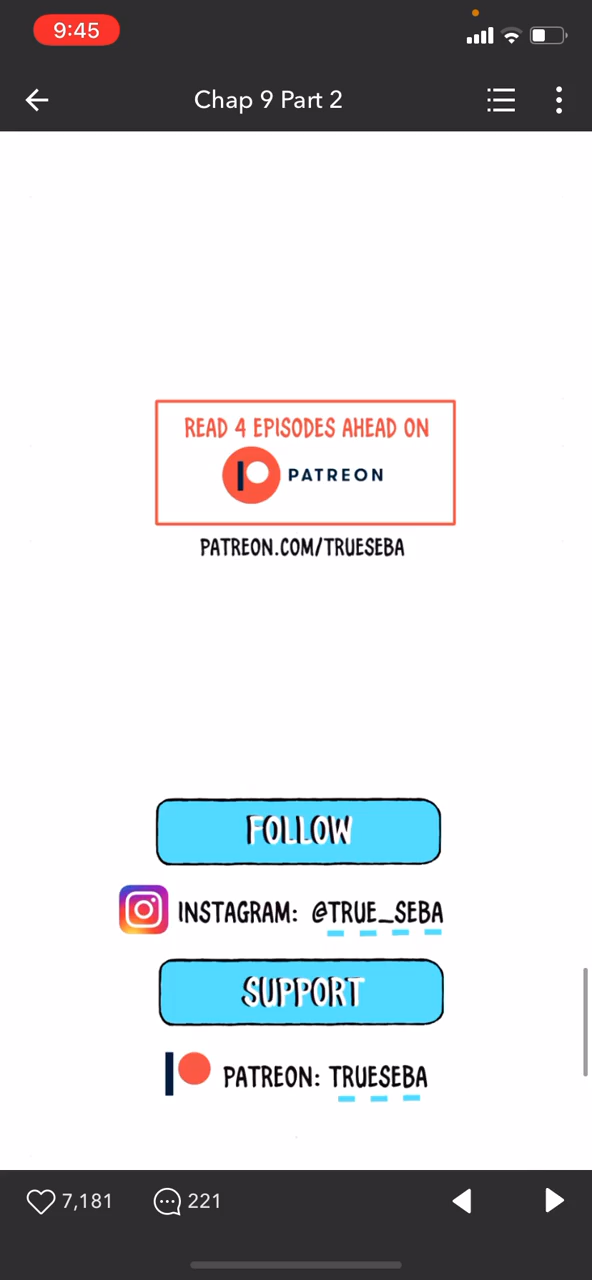 9:45
Chap 9 Part 2
READ 4 EPISODES AHEAD ON
PATREON
PATREON.COM/TRUESEBA
FOLLOW
INSTAGRAM: @TRUE_SEBA
SUPPORT
PATREON: TRUESEBA
7,181 221